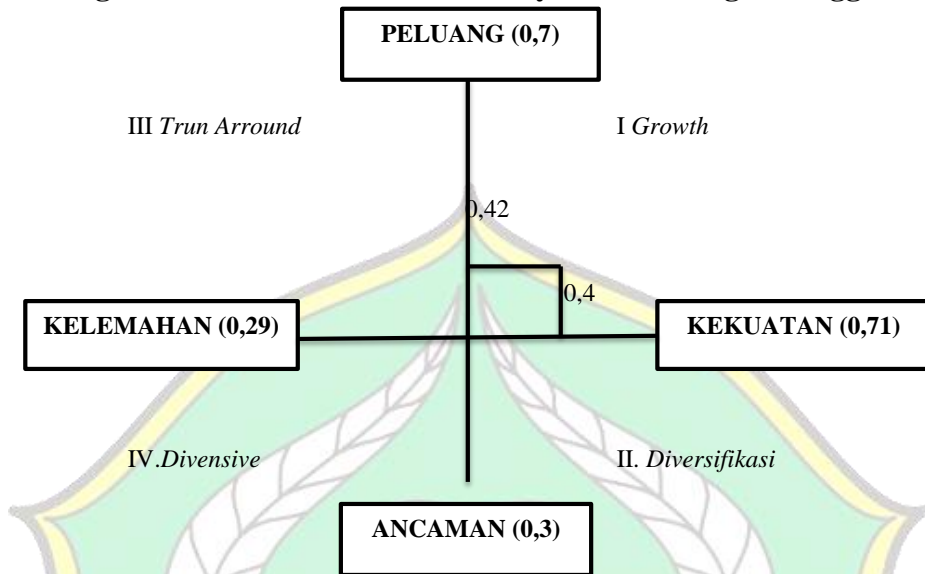 PELUANG (0,7)
III Trun Arround
I Growth
0,42
0,4
KELEMAHAN (0,29)
KEKUATAN (0,71)
IV.Divensive
II. Diversifikasi
ANCAMAN (0,3)